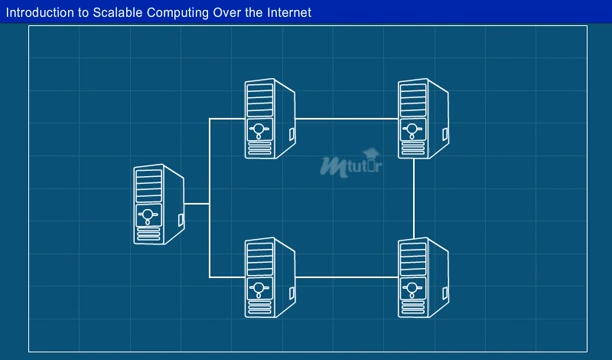 Introduction to Scalable Computing Over the Internet
Mtutor